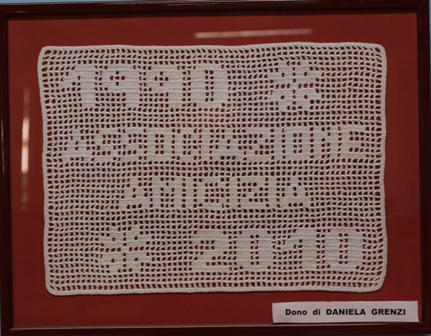 1990
ASSOCIAZIONE
AMICIZIA
2010
Dono di DANIELA GRENZI